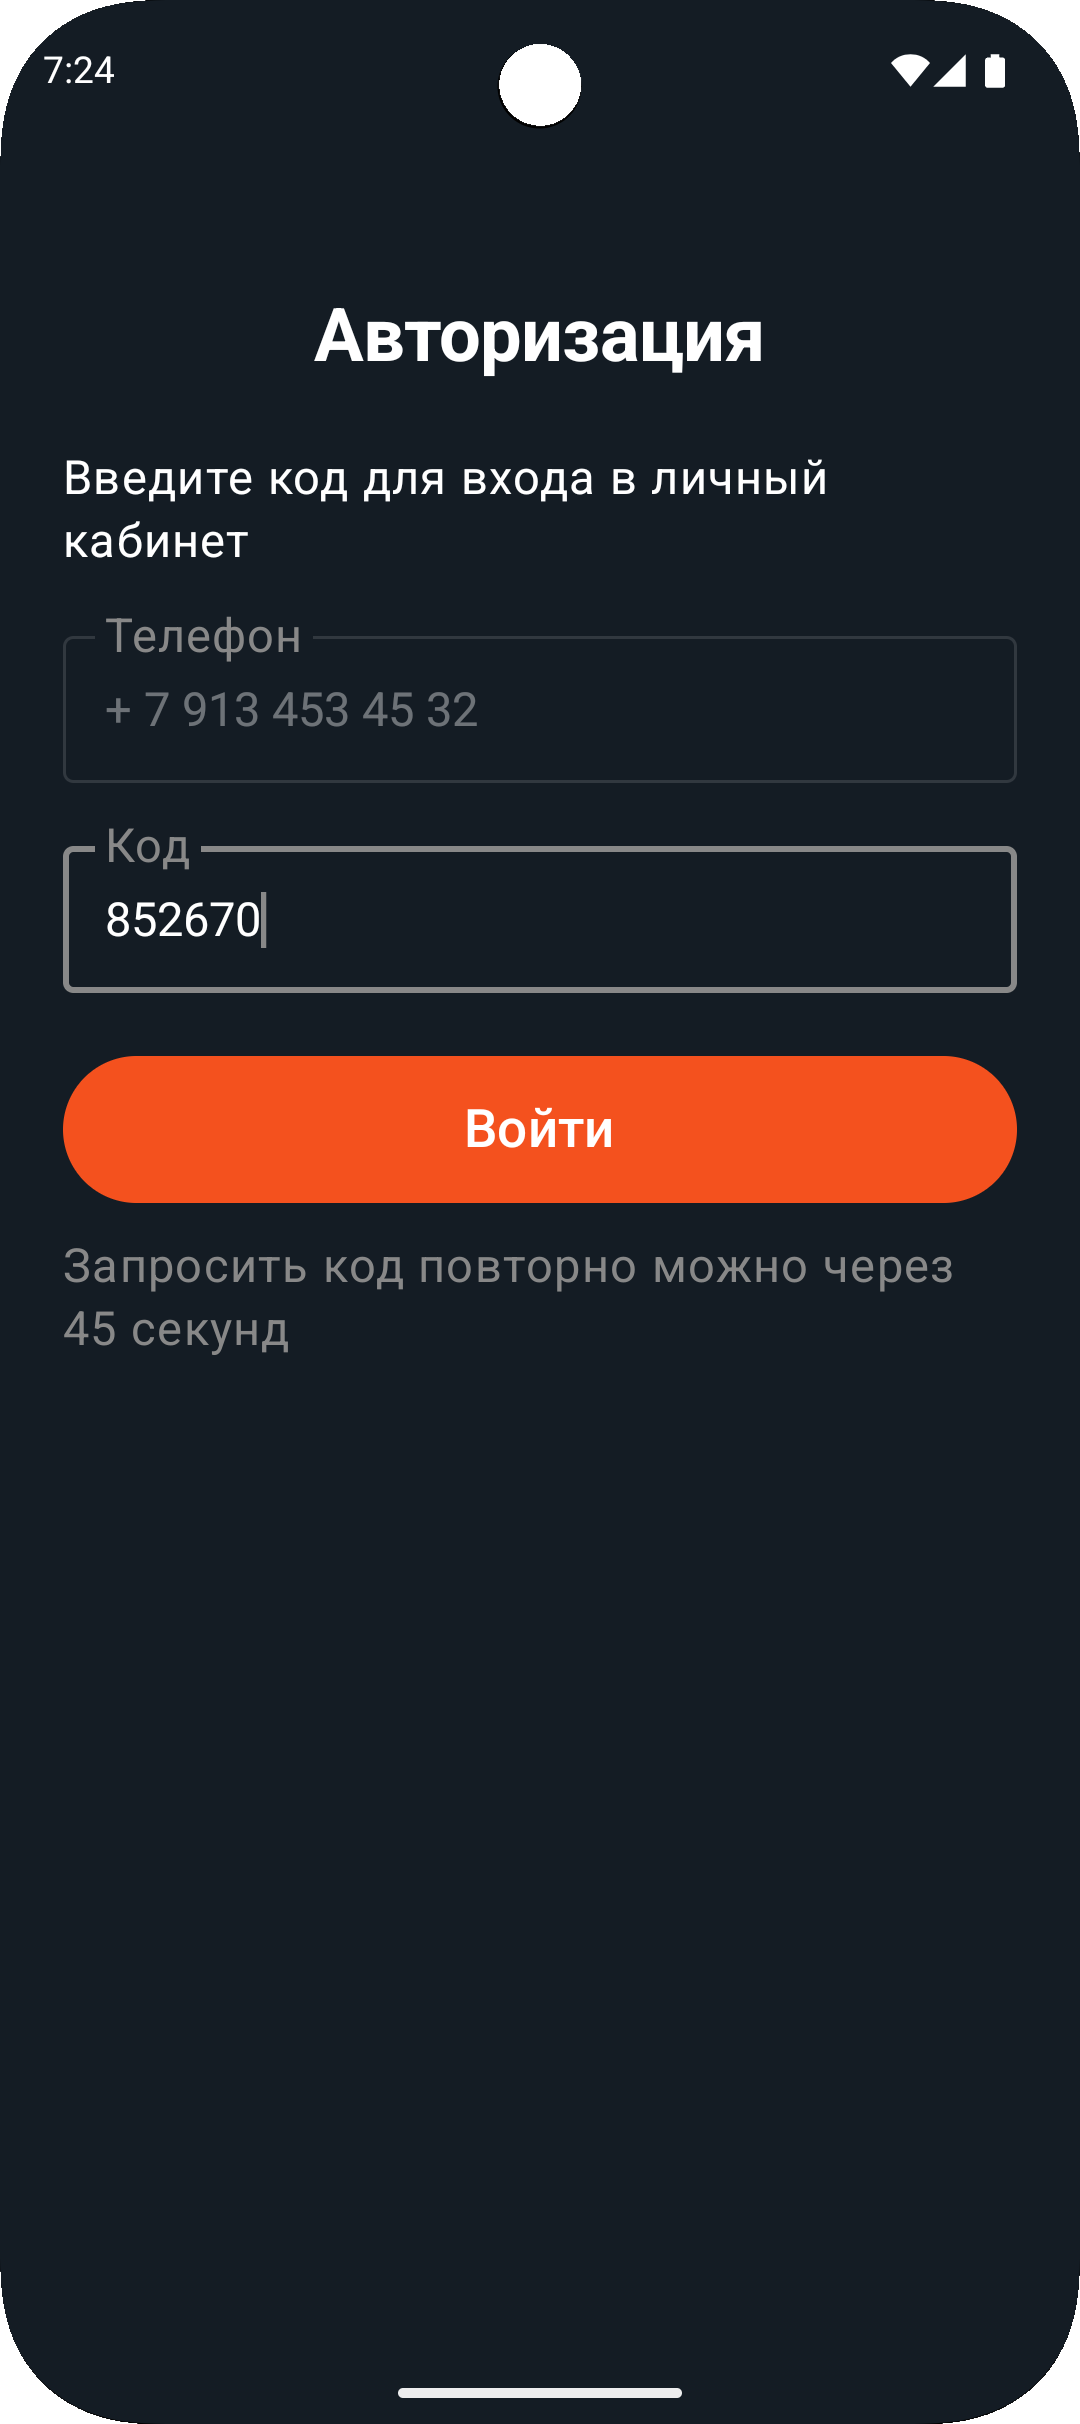 7:24
Авторизация
Введите код для входа в личный
кабинет
Телефон
+ 7 913 453 45 32
Код
852670
Войти
Запросить код повторно можно через
45 секунд